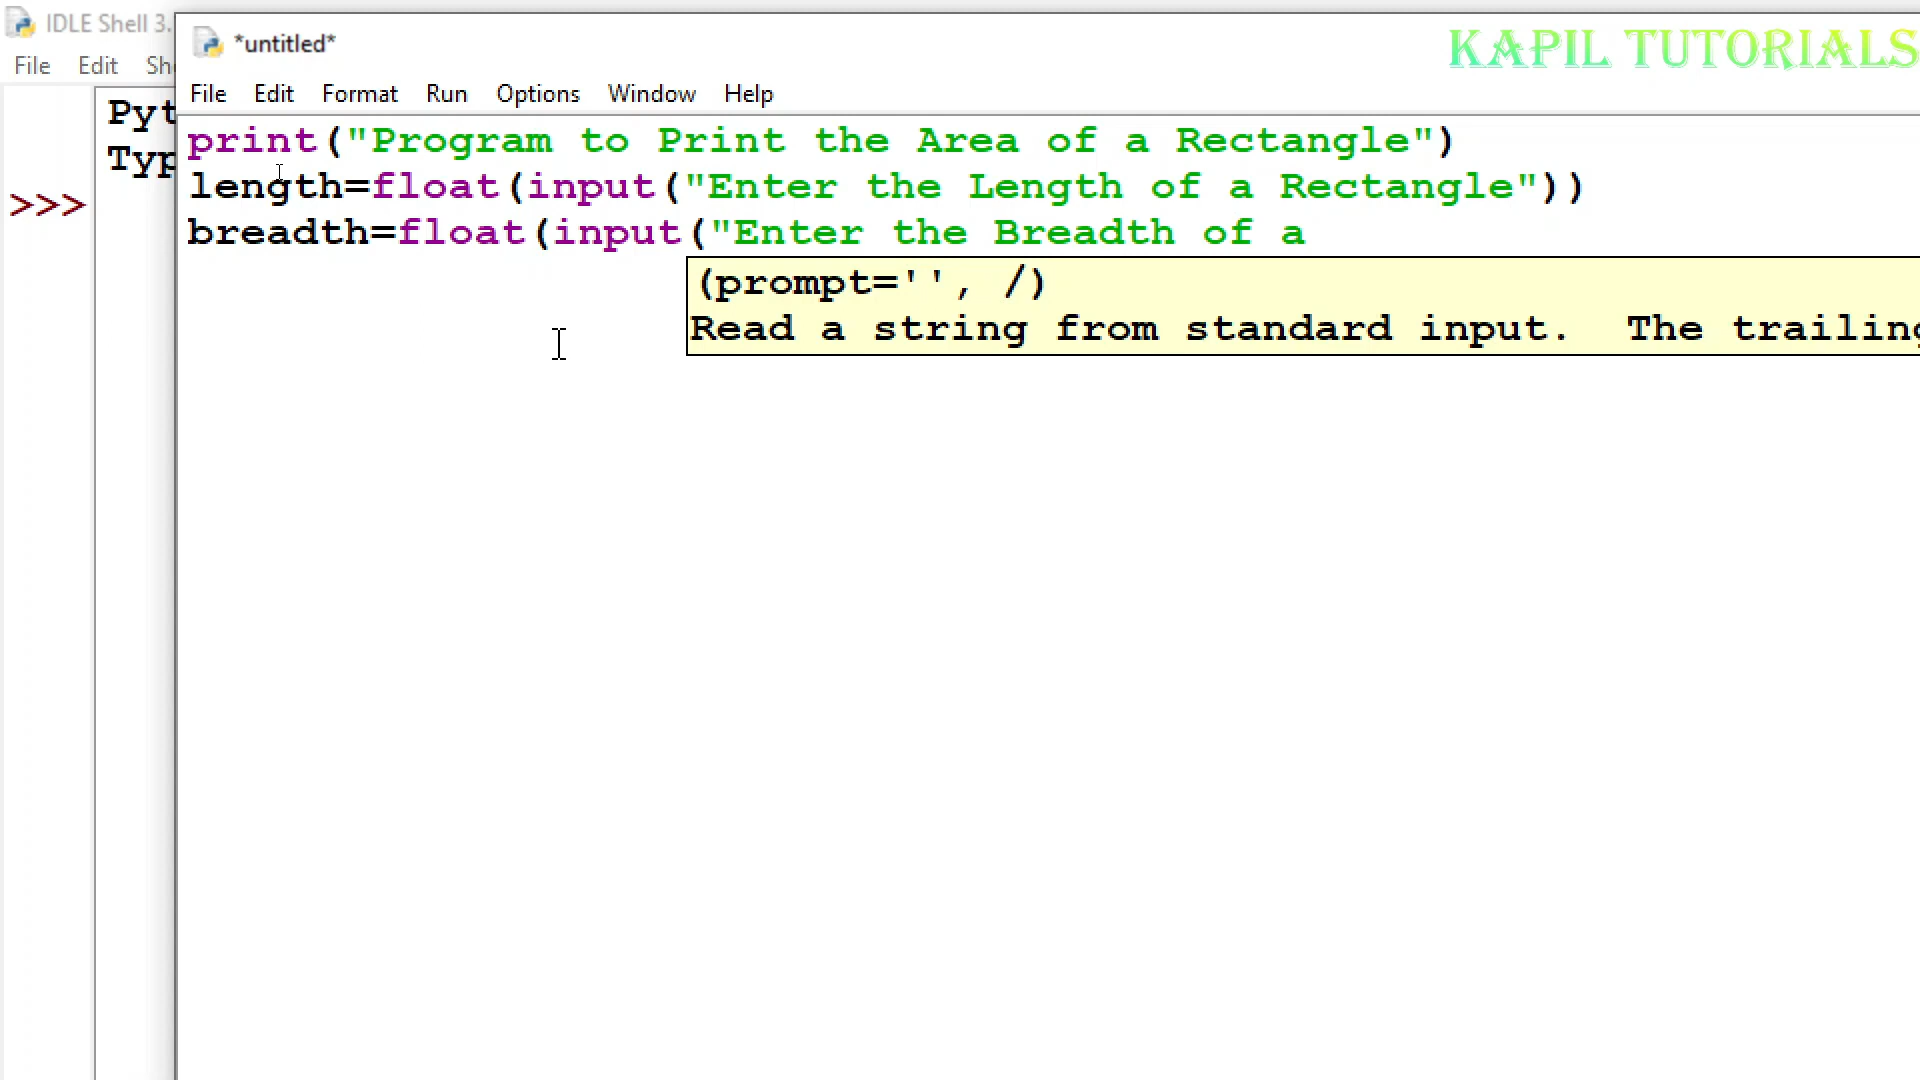 IDLE Shell 3.
File Edit She
Pyt
Typ
>>>
*untitled*
KAPIL TUTORIALS
File Edit Format Run Options Window Help
print("Program to Print the Area of a Rectangle")
length=float(input("Enter the Length of a Rectangle"))
breadth=float(input("Enter the Breadth of a
(prompt='', /)
Read a string from standard input.  The trailing